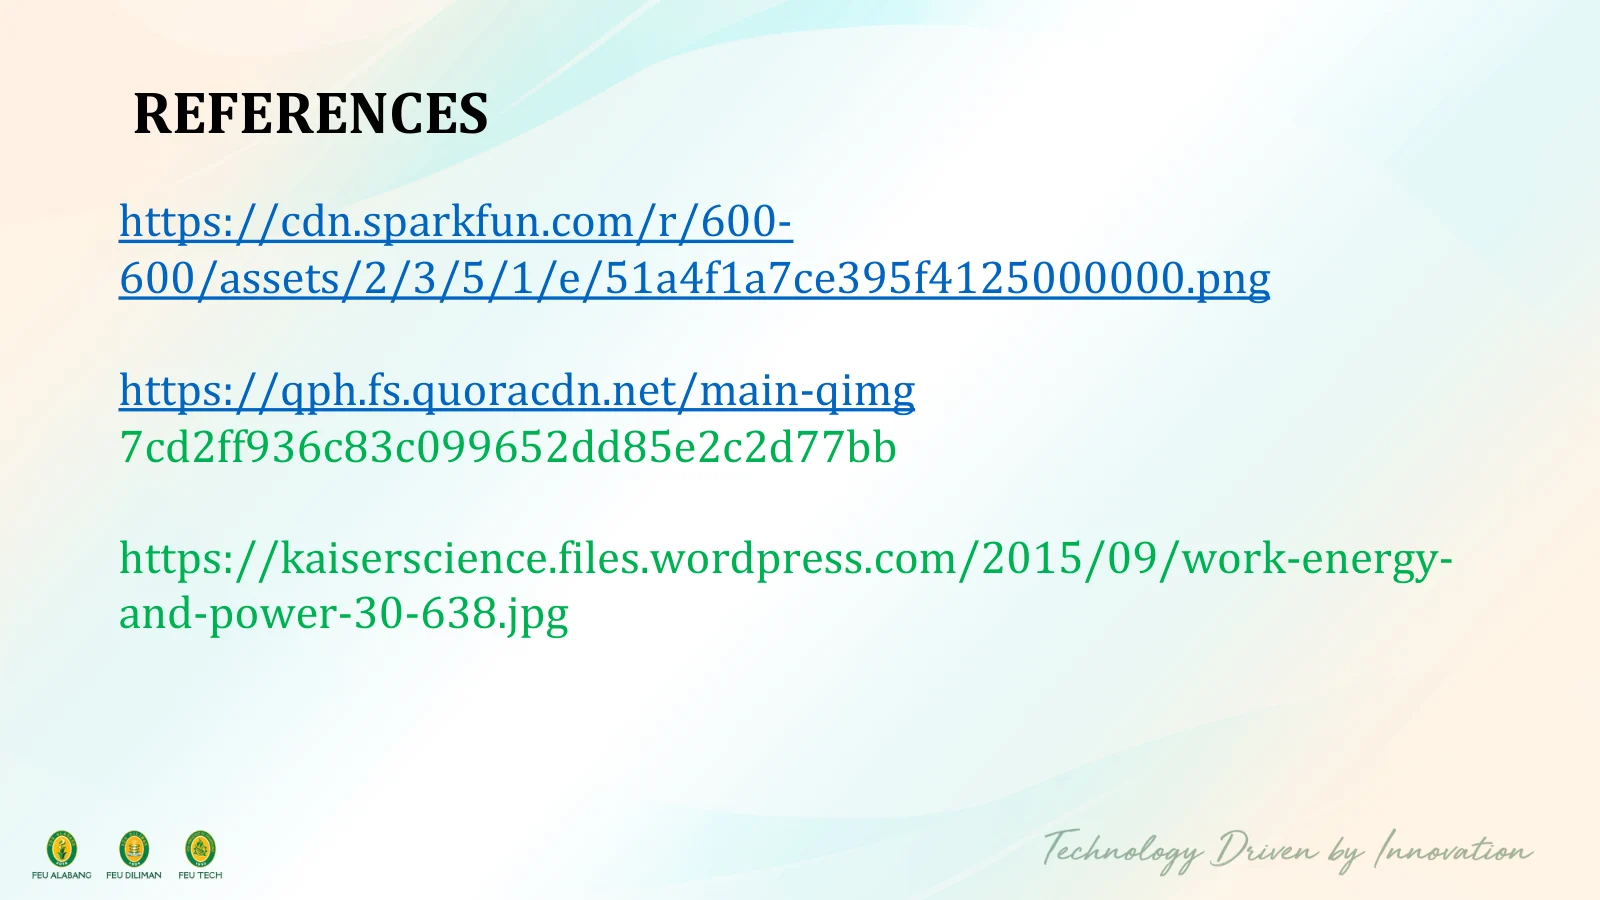 REFERENCES
https://cdn.sparkfun.com/r/600-
600/assets/2/3/5/1/e/51a4f1a7ce395f4125000000.png
https://qph.fs.quoracdn.net/main-qimg
7cd2ff936c83c099652dd85e2c2d77bb
https://kaiserscience.files.wordpress.com/2015/09/work-energy-
and-power-30-638.jpg
FEU ALABANG FEU DILIMAN FEU TECH
Technology Driven by Innovation